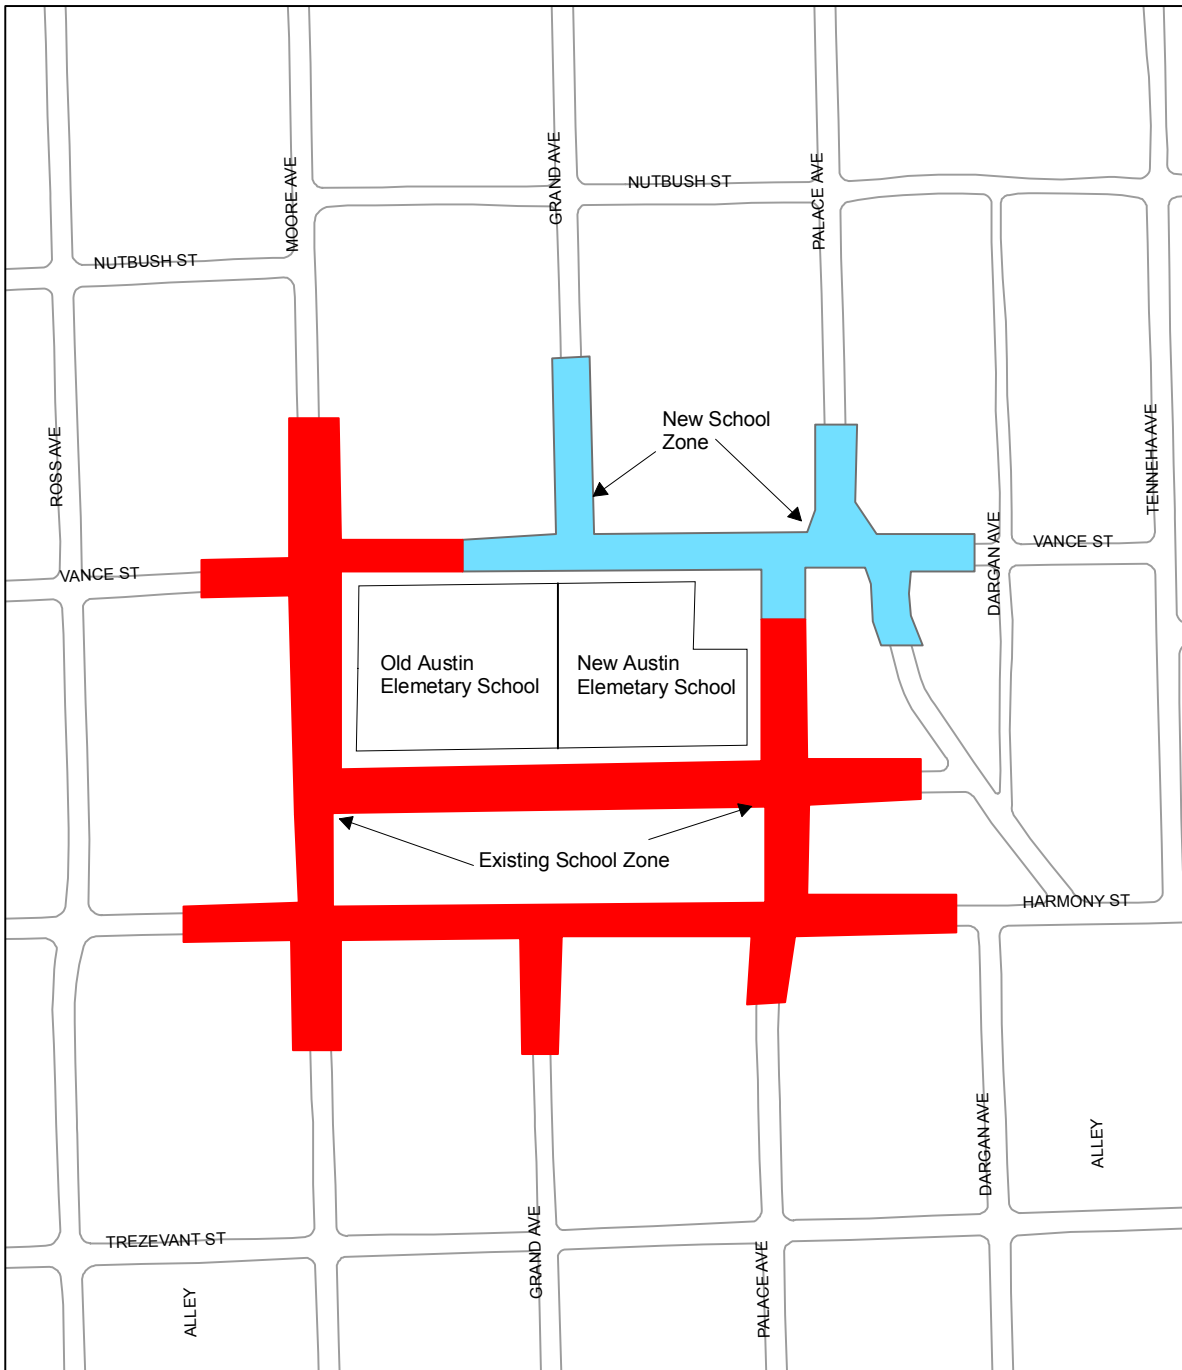 NUTBUSH ST
GRAND AVE
PALACE AVE
MOORE AVE
NUTBUSH ST
New School
Zone
ROSS AVE
TENNEHA AVE
VANCE ST
DARGAN AVE
VANCE ST
Old Austin
Elemetary School
New Austin
Elemetary School
Existing School Zone
HARMONY ST
DARGAN AVE
ALLEY
TREZEVANT ST
GRAND AVE
PALACE AVE
ALLEY